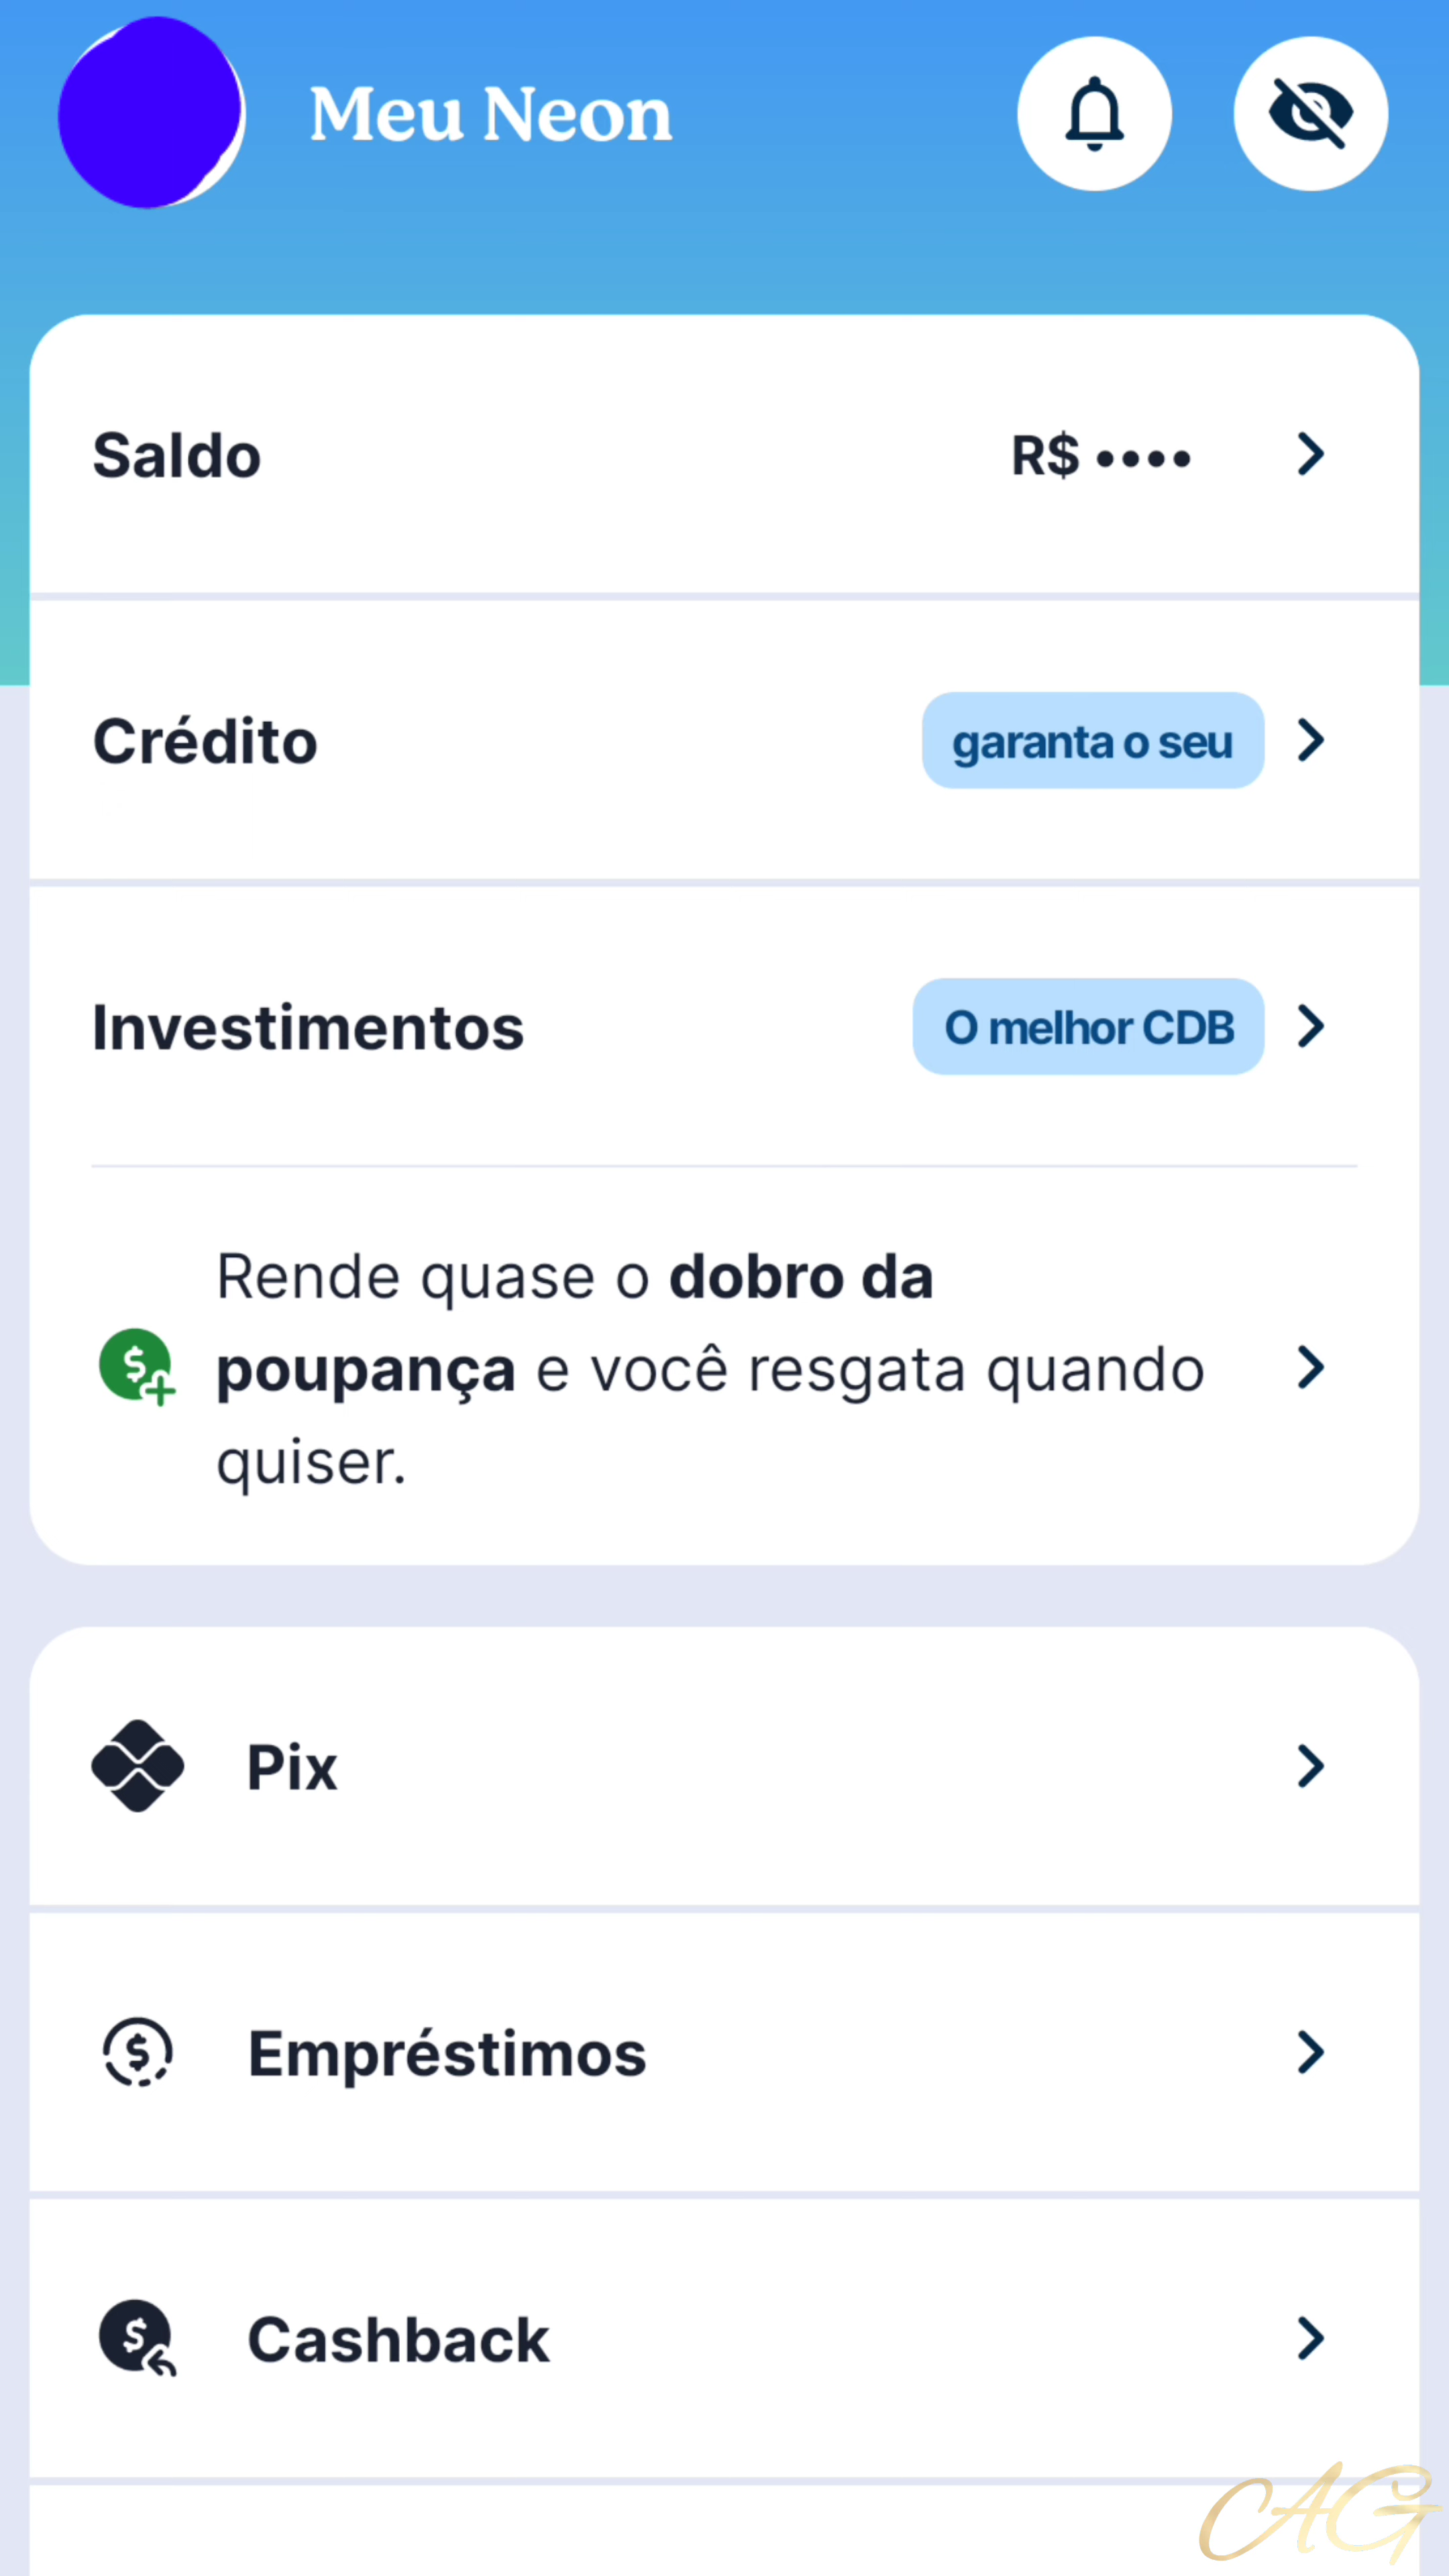 Meu Neon
Saldo R$ ••••
Crédito garanta o seu
Investimentos O melhor CDB
Rende quase o dobro da
poupança e você resgata quando
quiser.
Pix
Empréstimos
Cashback
CAG